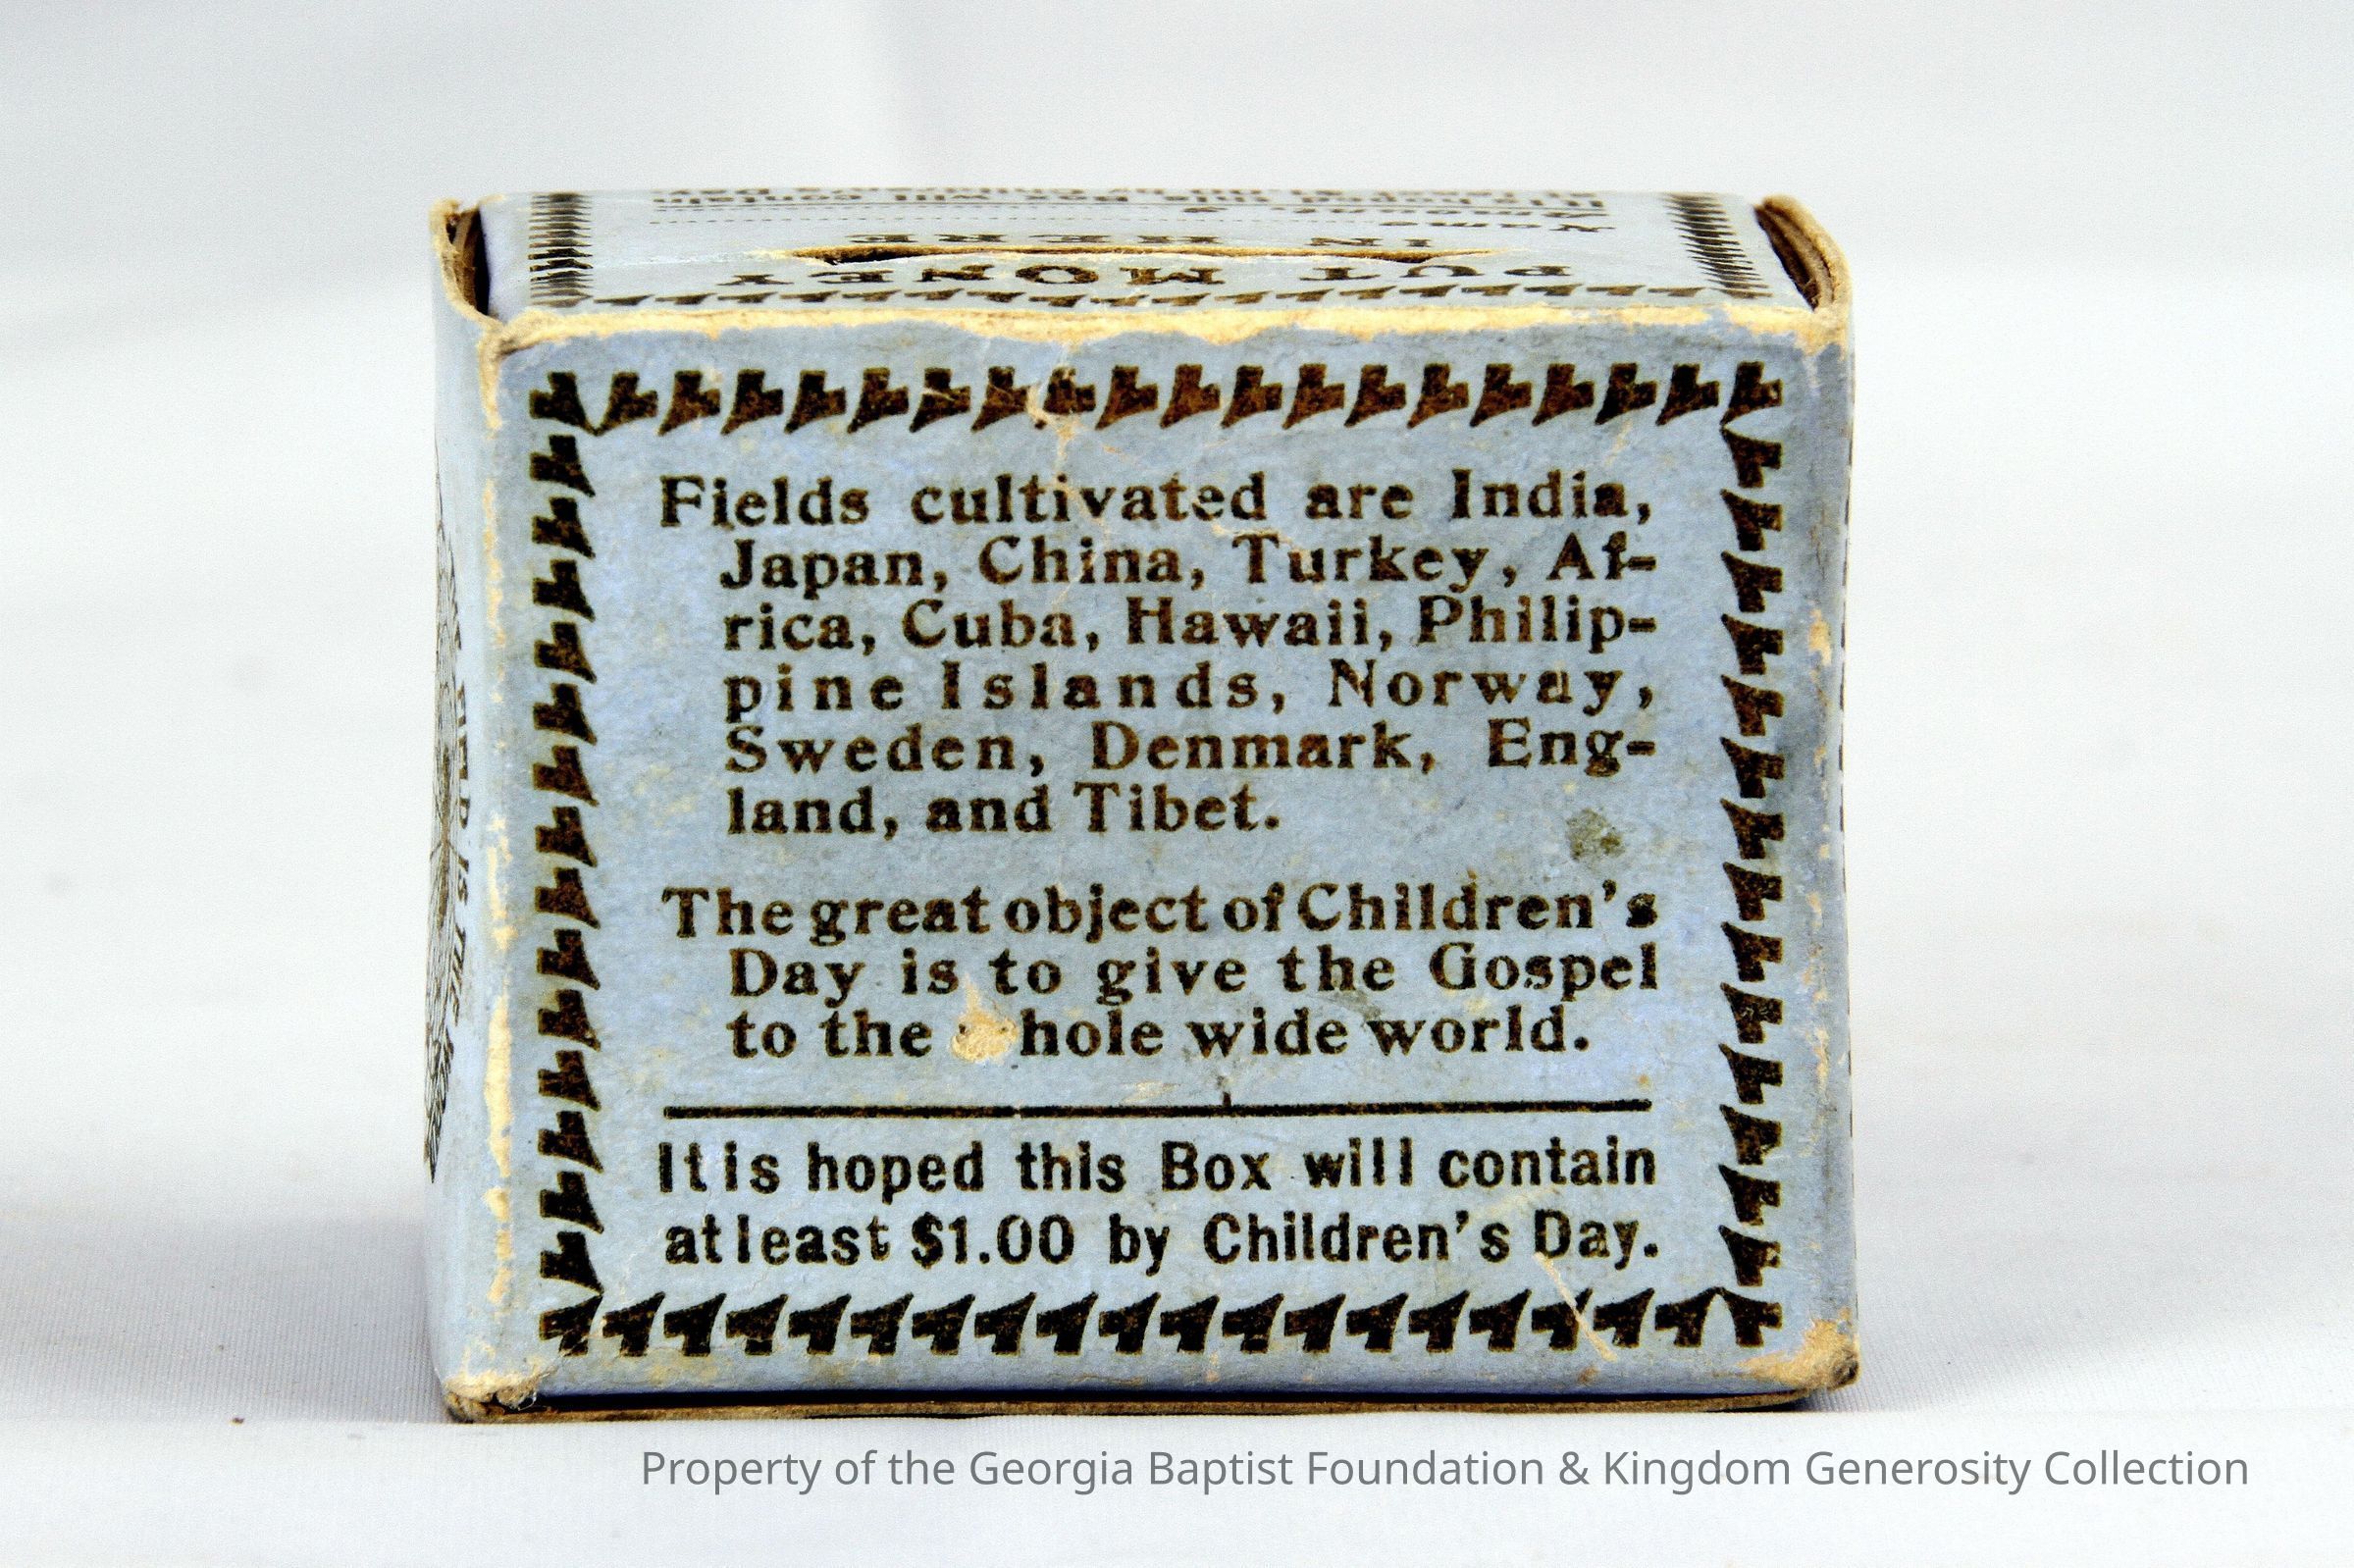 PUT MONEY
IN HERE
Fields cultivated are India,
Japan, China, Turkey, Af-
rica, Cuba, Hawaii, Philip-
pine Islands, Norway,
Sweden, Denmark, Eng-
land, and Tibet.
The great object of Children's
Day is to give the Gospel
to the hole wide world.
It is hoped this Box will contain
at least $1.00 by Children's Day.
FIELD IS THE
Property of the Georgia Baptist Foundation & Kingdom Generosity Collection